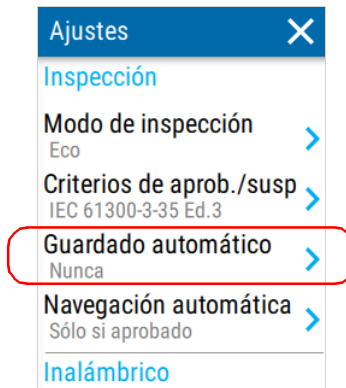 Ajustes
Inspección
Modo de inspección
Eco
Criterios de aprob./susp
IEC 61300-3-35 Ed.3
Guardado automático
Nunca
Navegación automática
Sólo si aprobado
Inalámbrico